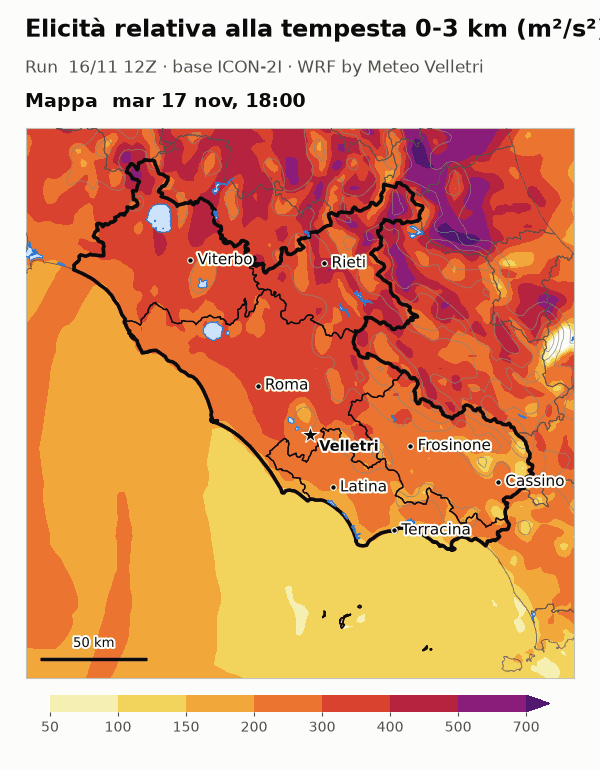 Elicità relativa alla tempesta 0-3 km (m²/s²)
Run 16/11 12Z · base ICON-2I · WRF by Meteo Velletri
Mappa mar 17 nov, 18:00
Viterbo
Rieti
Roma
Velletri
Frosinone
Cassino
Latina
Terracina
50 km
50 100 150 200 300 400 500 700